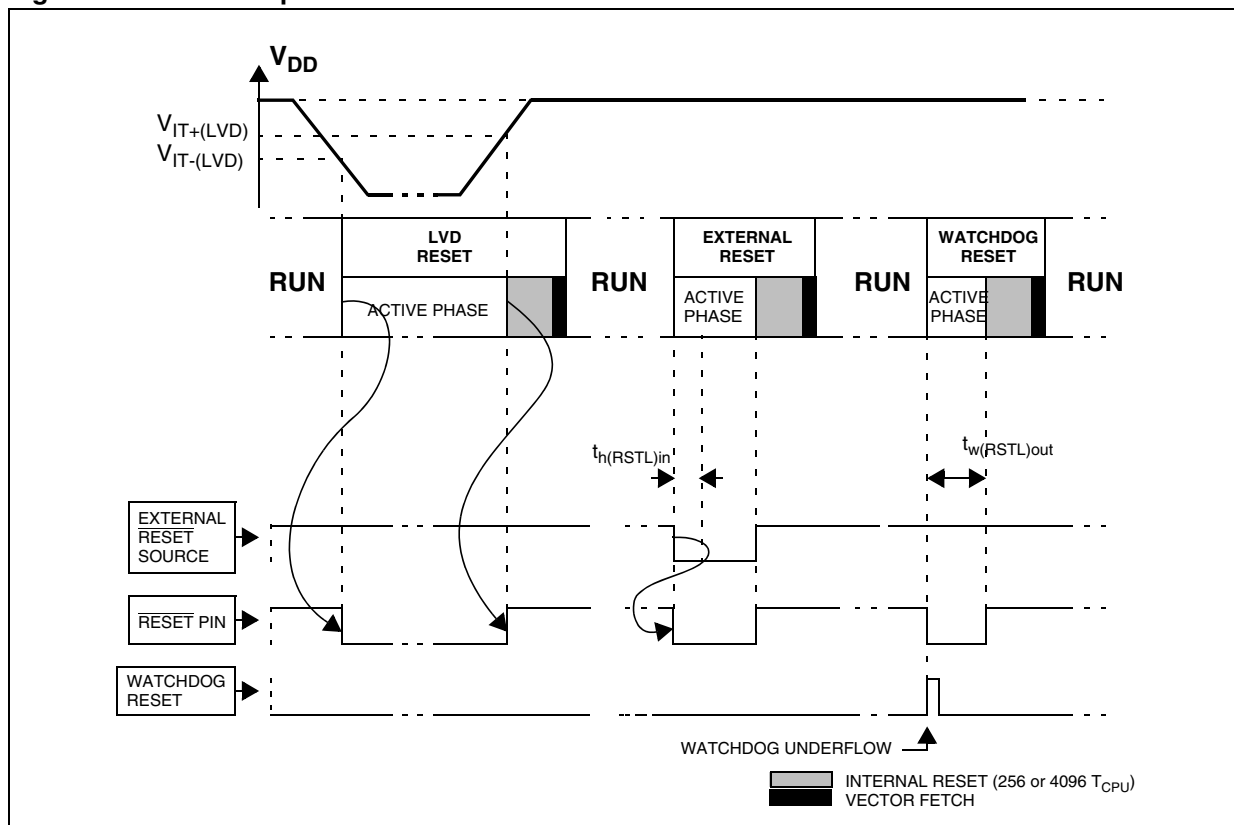 V_DD
V_IT+(LVD)
V_IT-(LVD)
LVD
RESET
EXTERNAL
RESET
WATCHDOG
RESET
RUN
RUN
RUN
RUN
ACTIVE PHASE
ACTIVE
PHASE
ACTIVE
PHASE
t_h(RSTL)in
t_w(RSTL)out
EXTERNAL
RESET
SOURCE
RESET PIN
WATCHDOG
RESET
WATCHDOG UNDERFLOW
INTERNAL RESET (256 or 4096 T_CPU)
VECTOR FETCH